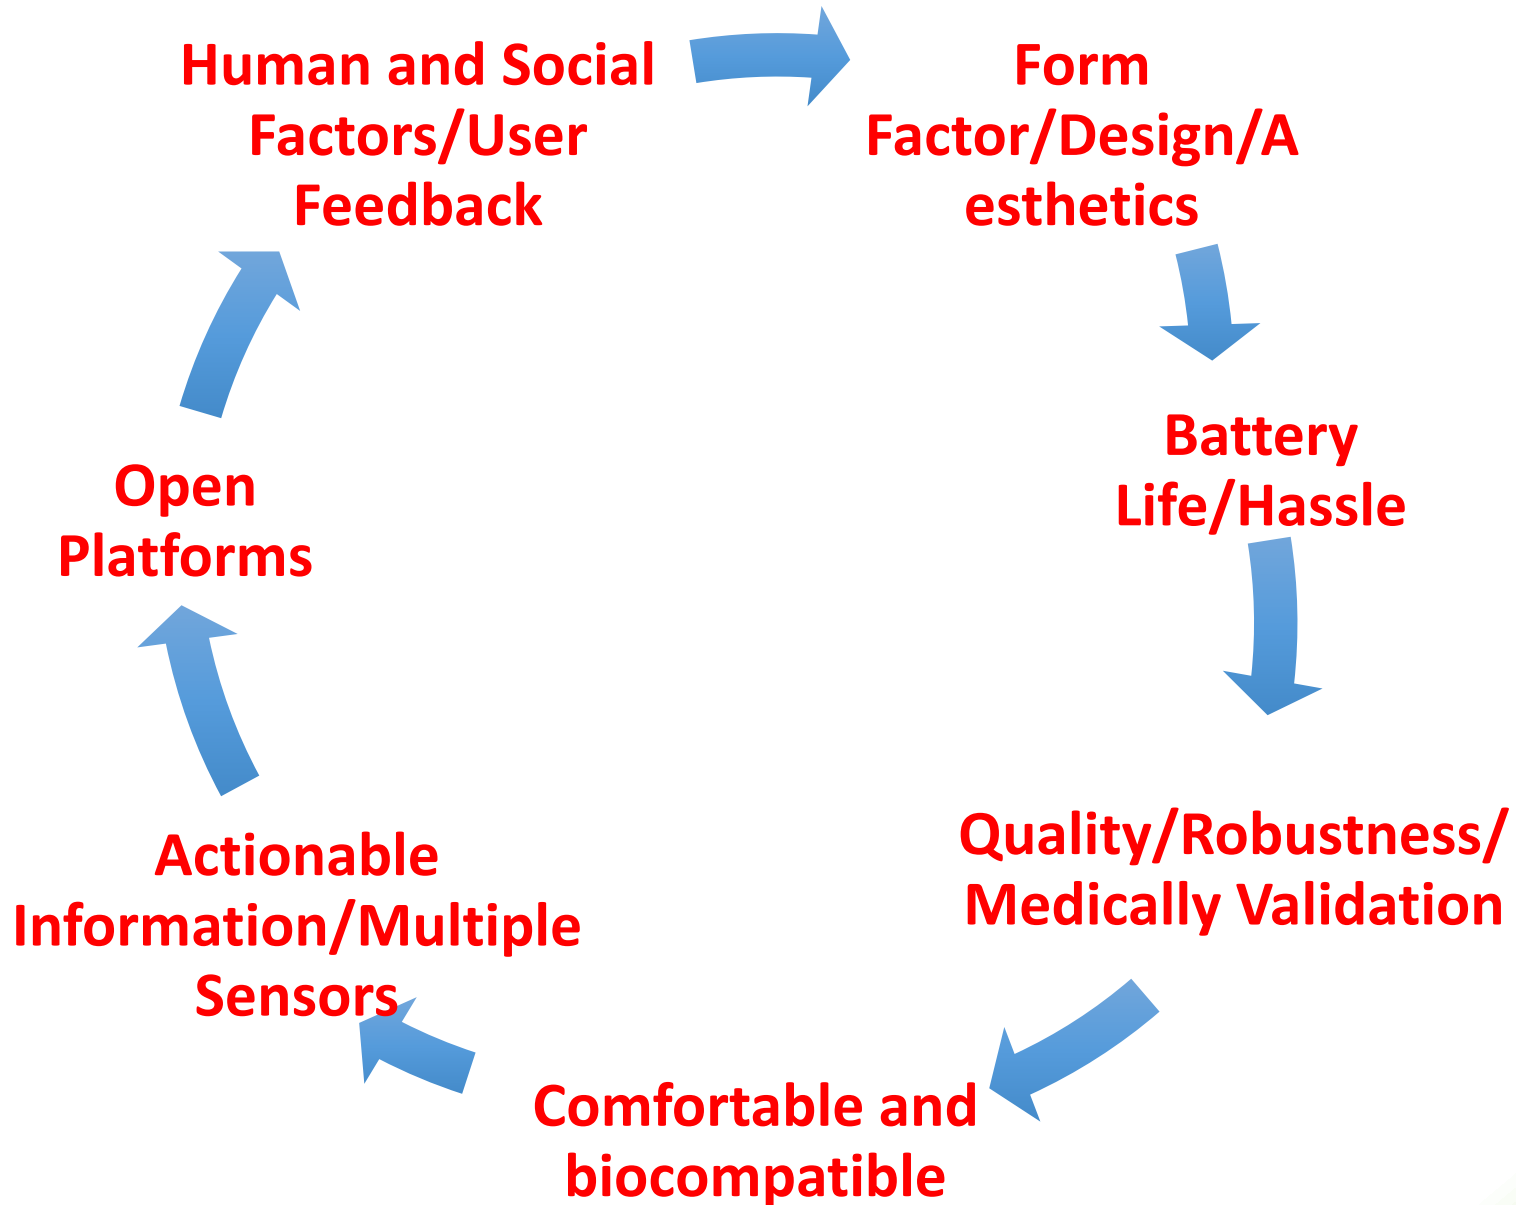 Human and Social
Factors/User
Feedback
Form
Factor/Design/A
esthetics
Battery
Life/Hassle
Quality/Robustness/
Medically Validation
Comfortable and
biocompatible
Actionable
Information/Multiple
Sensors
Open
Platforms